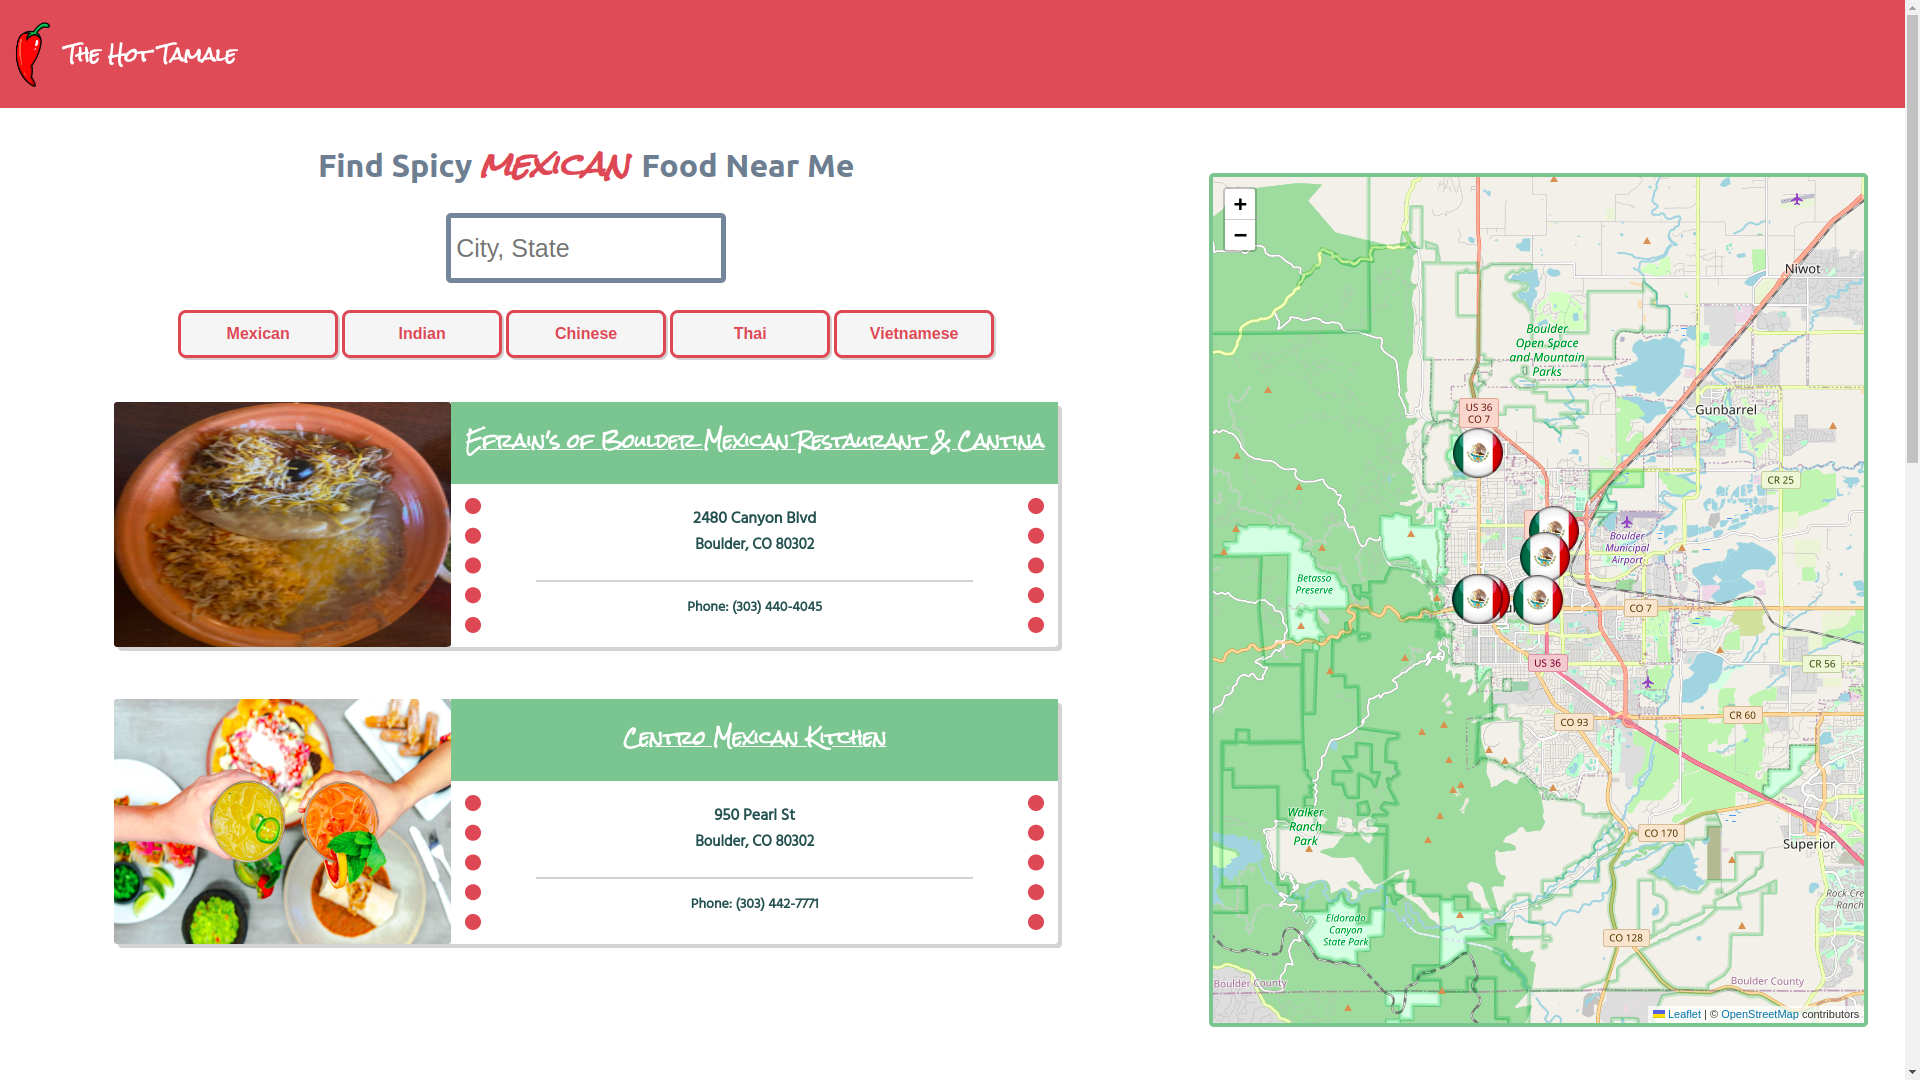 The Hot Tamale
Find Spicy MEXICAN Food Near Me
City, State
Mexican
Indian
Chinese
Thai
Vietnamese
Efrain's of Boulder Mexican Restaurant & Cantina
2480 Canyon Blvd
Boulder, CO 80302
Phone: (303) 440-4045
Centro Mexican Kitchen
950 Pearl St
Boulder, CO 80302
Phone: (303) 442-7771
+
−
Niwot
Boulder
Open Space
and Mountain
Parks
Gunbarrel
US 36
CO 7
CR 25
Boulder
Municipal
Airport
Betasso
Preserve
CO 7
US 36
CR 56
CR 60
CO 93
Walker
Ranch
Park
CO 170
Superior
Rock Cre
Ranch
Eldorado
Canyon
State Park
CO 128
Boulder County
Boulder County
Leaflet | © OpenStreetMap contributors